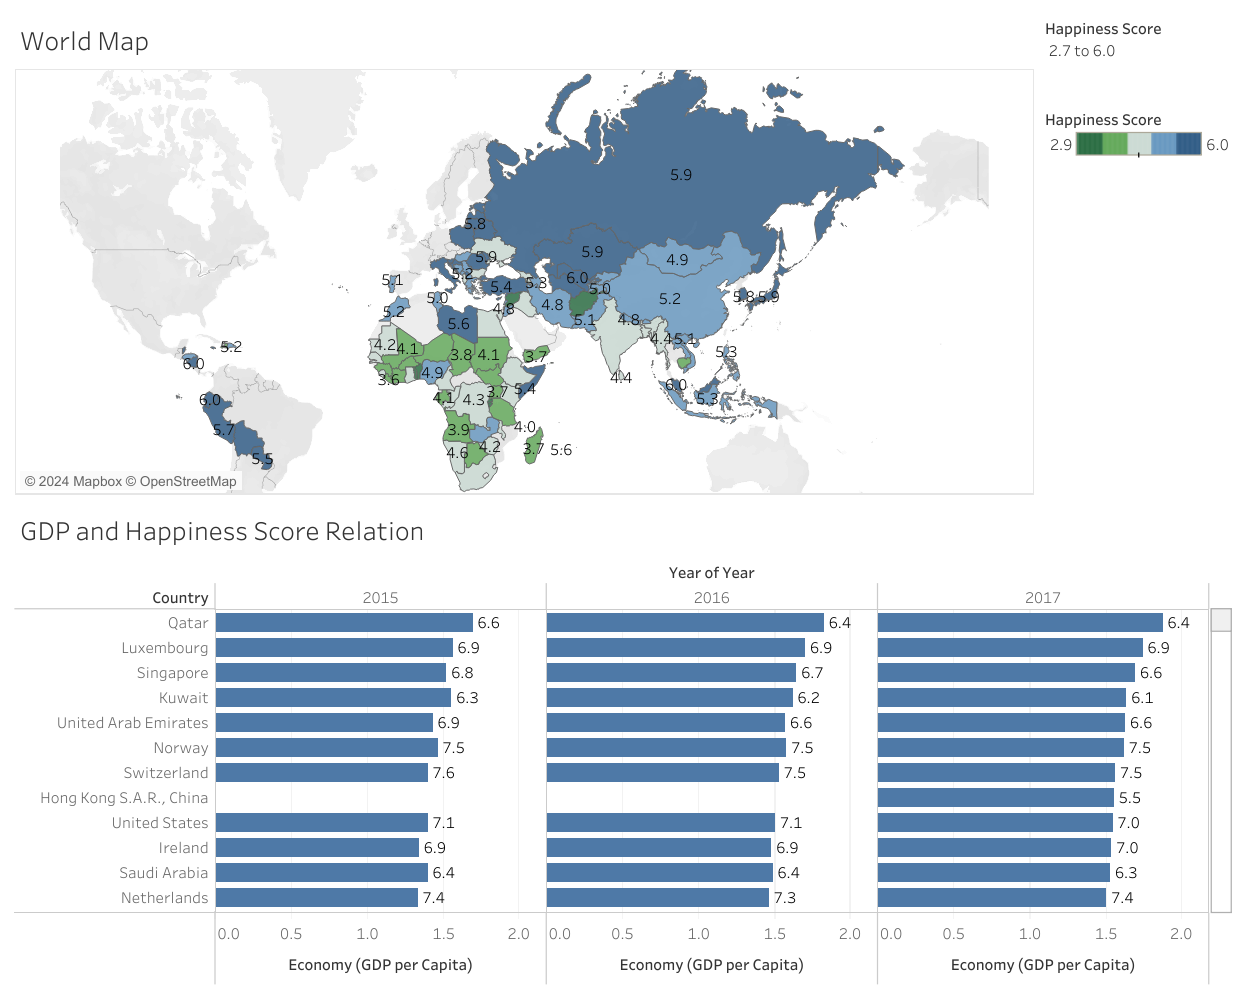 World Map
Happiness Score
2.7 to 6.0
Happiness Score
2.9 6.0
5.9
5.8
5.9
5.9
4.9
5.2
6.0
5.1
5.0
5.4
5.3
5.0
5.2
4.8
4.8
5.2
5.8
5.9
5.6
5.1
4.8
4.2
4.1
3.8
4.1
3.7
4.4
5.1
5.2
5.3
6.0
3.6
4.9
4.4
6.0
6.0
4.1
4.3
3.7
5.4
5.3
5.7
3.9
4.0
4.2
4.6
3.7
5.6
5.5
© 2024 Mapbox © OpenStreetMap
GDP and Happiness Score Relation
Year of Year
Country 2015 2016 2017
Qatar 6.6 6.4 6.4
Luxembourg 6.9 6.9 6.9
Singapore 6.8 6.7 6.6
Kuwait 6.3 6.2 6.1
United Arab Emirates 6.9 6.6 6.6
Norway 7.5 7.5 7.5
Switzerland 7.6 7.5 7.5
Hong Kong S.A.R., China 5.5
United States 7.1 7.1 7.0
Ireland 6.9 6.9 7.0
Saudi Arabia 6.4 6.4 6.3
Netherlands 7.4 7.3 7.4
0.0 0.5 1.0 1.5 2.0 0.0 0.5 1.0 1.5 2.0 0.0 0.5 1.0 1.5 2.0
Economy (GDP per Capita) Economy (GDP per Capita) Economy (GDP per Capita)